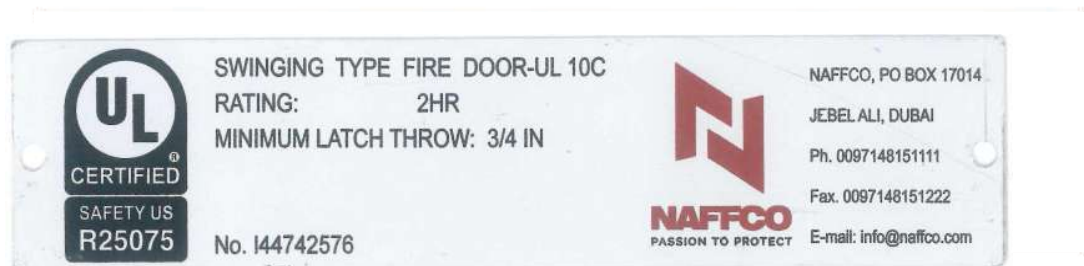 UL
®
CERTIFIED
SAFETY US
R25075
SWINGING TYPE FIRE DOOR-UL 10C
RATING: 2HR
MINIMUM LATCH THROW: 3/4 IN
No. I44742576
NAFFCO
PASSION TO PROTECT
NAFFCO, PO BOX 17014
JEBEL ALI, DUBAI
Ph. 0097148151111
Fax. 0097148151222
E-mail: info@naffco.com